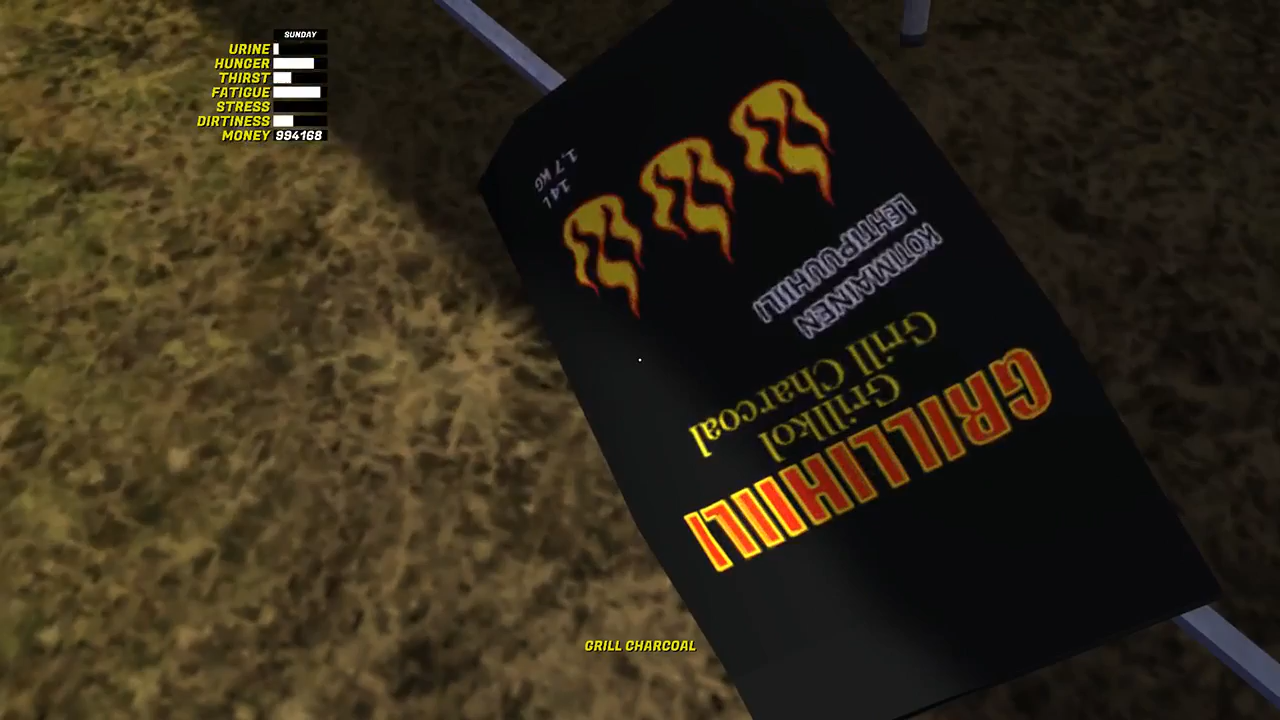 SUNDAY
URINE
HUNGER
THIRST
FATIGUE
STRESS
DIRTINESS
MONEY 994168
GRILLIHIILI
Grillkol
Grill Charcoal
KOTIMAINEN
LEHTIPUUHIILI
14L
1,7 KG
GRILL CHARCOAL